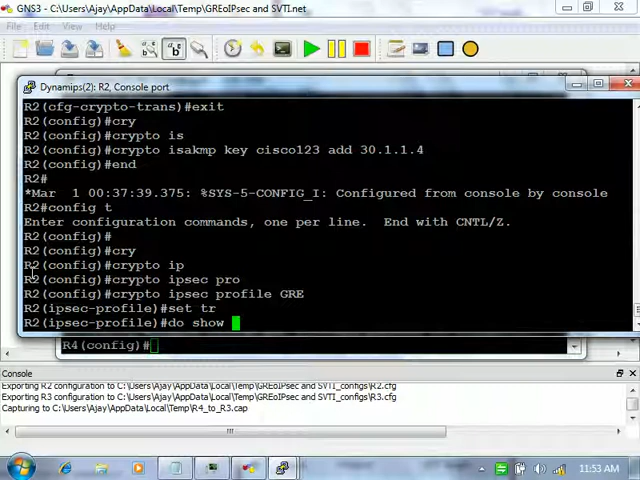 GNS3 - C:\Users\Ajay\AppData\Local\Temp\GREoIPsec and SVTI.net
File Edit View
Dynamips(2): R2, Console port
R2(cfg-crypto-trans)#exit
R2(config)#cry
R2(config)#crypto is
R2(config)#crypto isakmp key cisco123 add 30.1.1.4
R2(config)#end
R2#
*Mar  1 00:37:39.375: %SYS-5-CONFIG_I: Configured from console by console
R2#config t
Enter configuration commands, one per line.  End with CNTL/Z.
R2(config)#
R2(config)#cry
R2(config)#crypto ip
R2(config)#crypto ipsec pro
R2(config)#crypto ipsec profile GRE
R2(ipsec-profile)#set tr
R2(ipsec-profile)#do show
R4(config)#
Console
Exporting R2 configuration to C:\Users\Ajay\AppData\Local\Temp\GREoIPsec and SVTI_configs\R2.cfg
Exporting R3 configuration to C:\Users\Ajay\AppData\Local\Temp\GREoIPsec and SVTI_configs\R3.cfg
Capturing to C:\Users\Ajay\AppData\Local\Temp\R4_to_R3.cap
11:53 AM